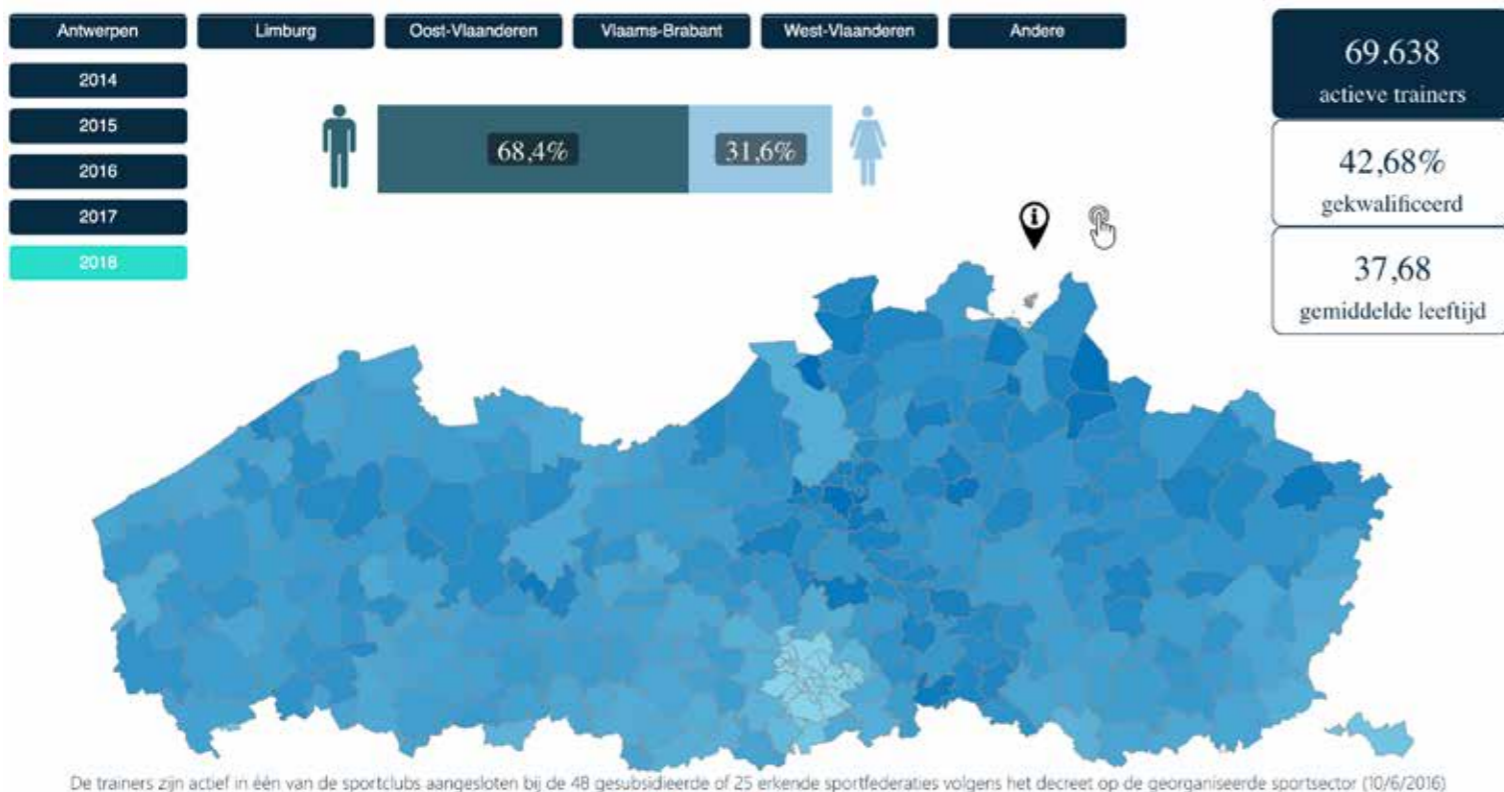 Antwerpen
Limburg
Oost-Vlaanderen
Vlaams-Brabant
West-Vlaanderen
Andere
2014
2015
2016
2017
2018
68,4%
31,6%
69.638
actieve trainers
42,68%
gekwalificeerd
37,68
gemiddelde leeftijd
De trainers zijn actief in één van de sportclubs aangesloten bij de 48 gesubsidieerde of 25 erkende sportfederaties volgens het decreet op de georganiseerde sportsector (10/6/2016)